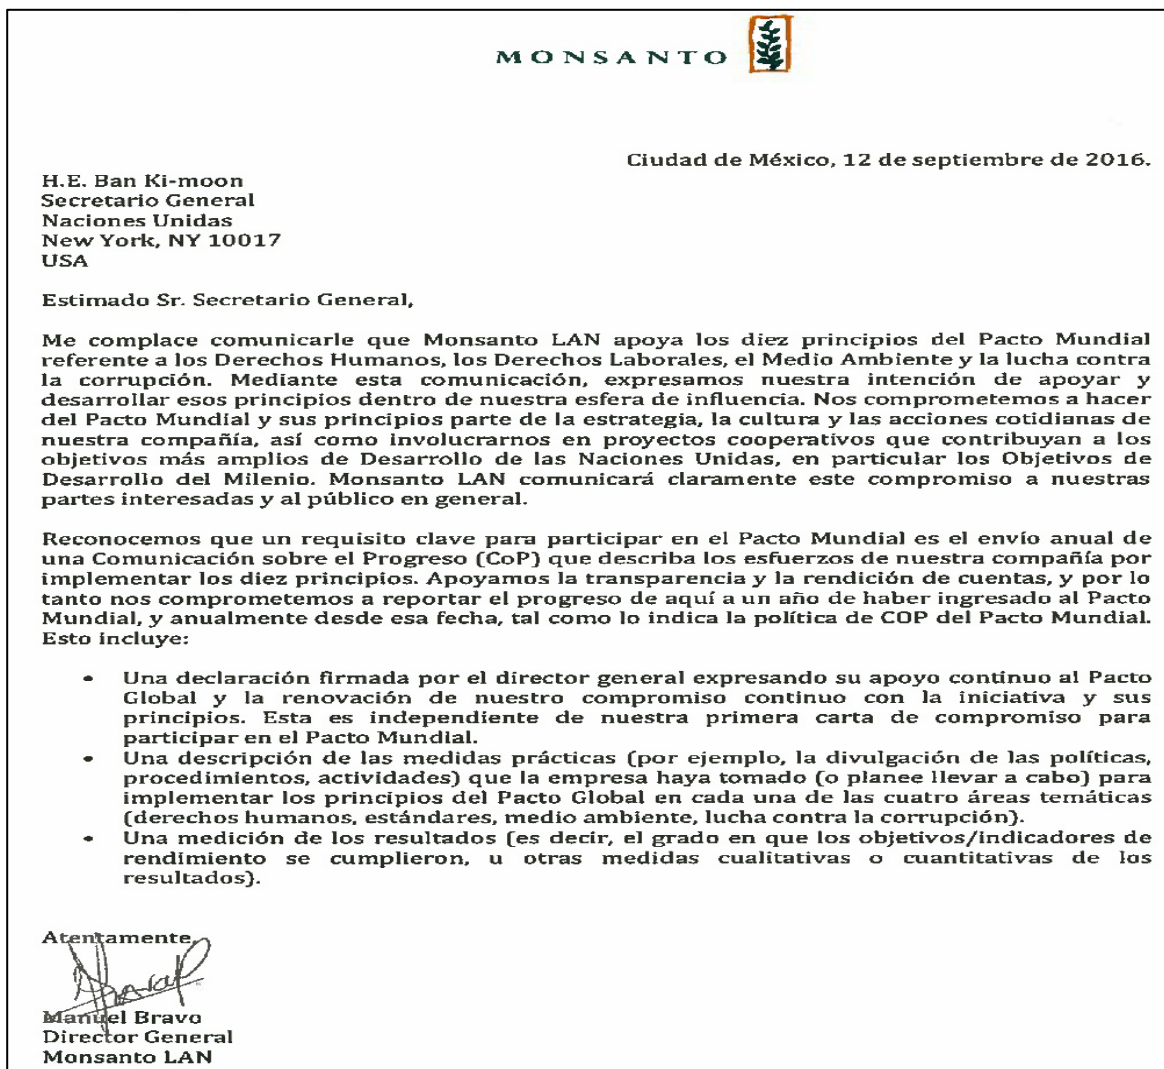 MONSANTO
Ciudad de México, 12 de septiembre de 2016.
H.E. Ban Ki-moon
Secretario General
Naciones Unidas
New York, NY 10017
USA
Estimado Sr. Secretario General,
Me complace comunicarle que Monsanto LAN apoya los diez principios del Pacto Mundial
referente a los Derechos Humanos, los Derechos Laborales, el Medio Ambiente y la lucha contra
la corrupción. Mediante esta comunicación, expresamos nuestra intención de apoyar y
desarrollar esos principios dentro de nuestra esfera de influencia. Nos comprometemos a hacer
del Pacto Mundial y sus principios parte de la estrategia, la cultura y las acciones cotidianas de
nuestra compañía, así como involucrarnos en proyectos cooperativos que contribuyan a los
objetivos más amplios de Desarrollo de las Naciones Unidas, en particular los Objetivos de
Desarrollo del Milenio. Monsanto LAN comunicará claramente este compromiso a nuestras
partes interesadas y al público en general.
Reconocemos que un requisito clave para participar en el Pacto Mundial es el envío anual de
una Comunicación sobre el Progreso (CoP) que describa los esfuerzos de nuestra compañía por
implementar los diez principios. Apoyamos la transparencia y la rendición de cuentas, y por lo
tanto nos comprometemos a reportar el progreso de aquí a un año de haber ingresado al Pacto
Mundial, y anualmente desde esa fecha, tal como lo indica la política de COP del Pacto Mundial.
Esto incluye:
• Una declaración firmada por el director general expresando su apoyo continuo al Pacto
Global y la renovación de nuestro compromiso continuo con la iniciativa y sus
principios. Esta es independiente de nuestra primera carta de compromiso para
participar en el Pacto Mundial.
• Una descripción de las medidas prácticas (por ejemplo, la divulgación de las políticas,
procedimientos, actividades) que la empresa haya tomado (o planee llevar a cabo) para
implementar los principios del Pacto Global en cada una de las cuatro áreas temáticas
(derechos humanos, estándares, medio ambiente, lucha contra la corrupción).
• Una medición de los resultados (es decir, el grado en que los objetivos/indicadores de
rendimiento se cumplieron, u otras medidas cualitativas o cuantitativas de los
resultados).
Atentamente,
Manuel Bravo
Director General
Monsanto LAN